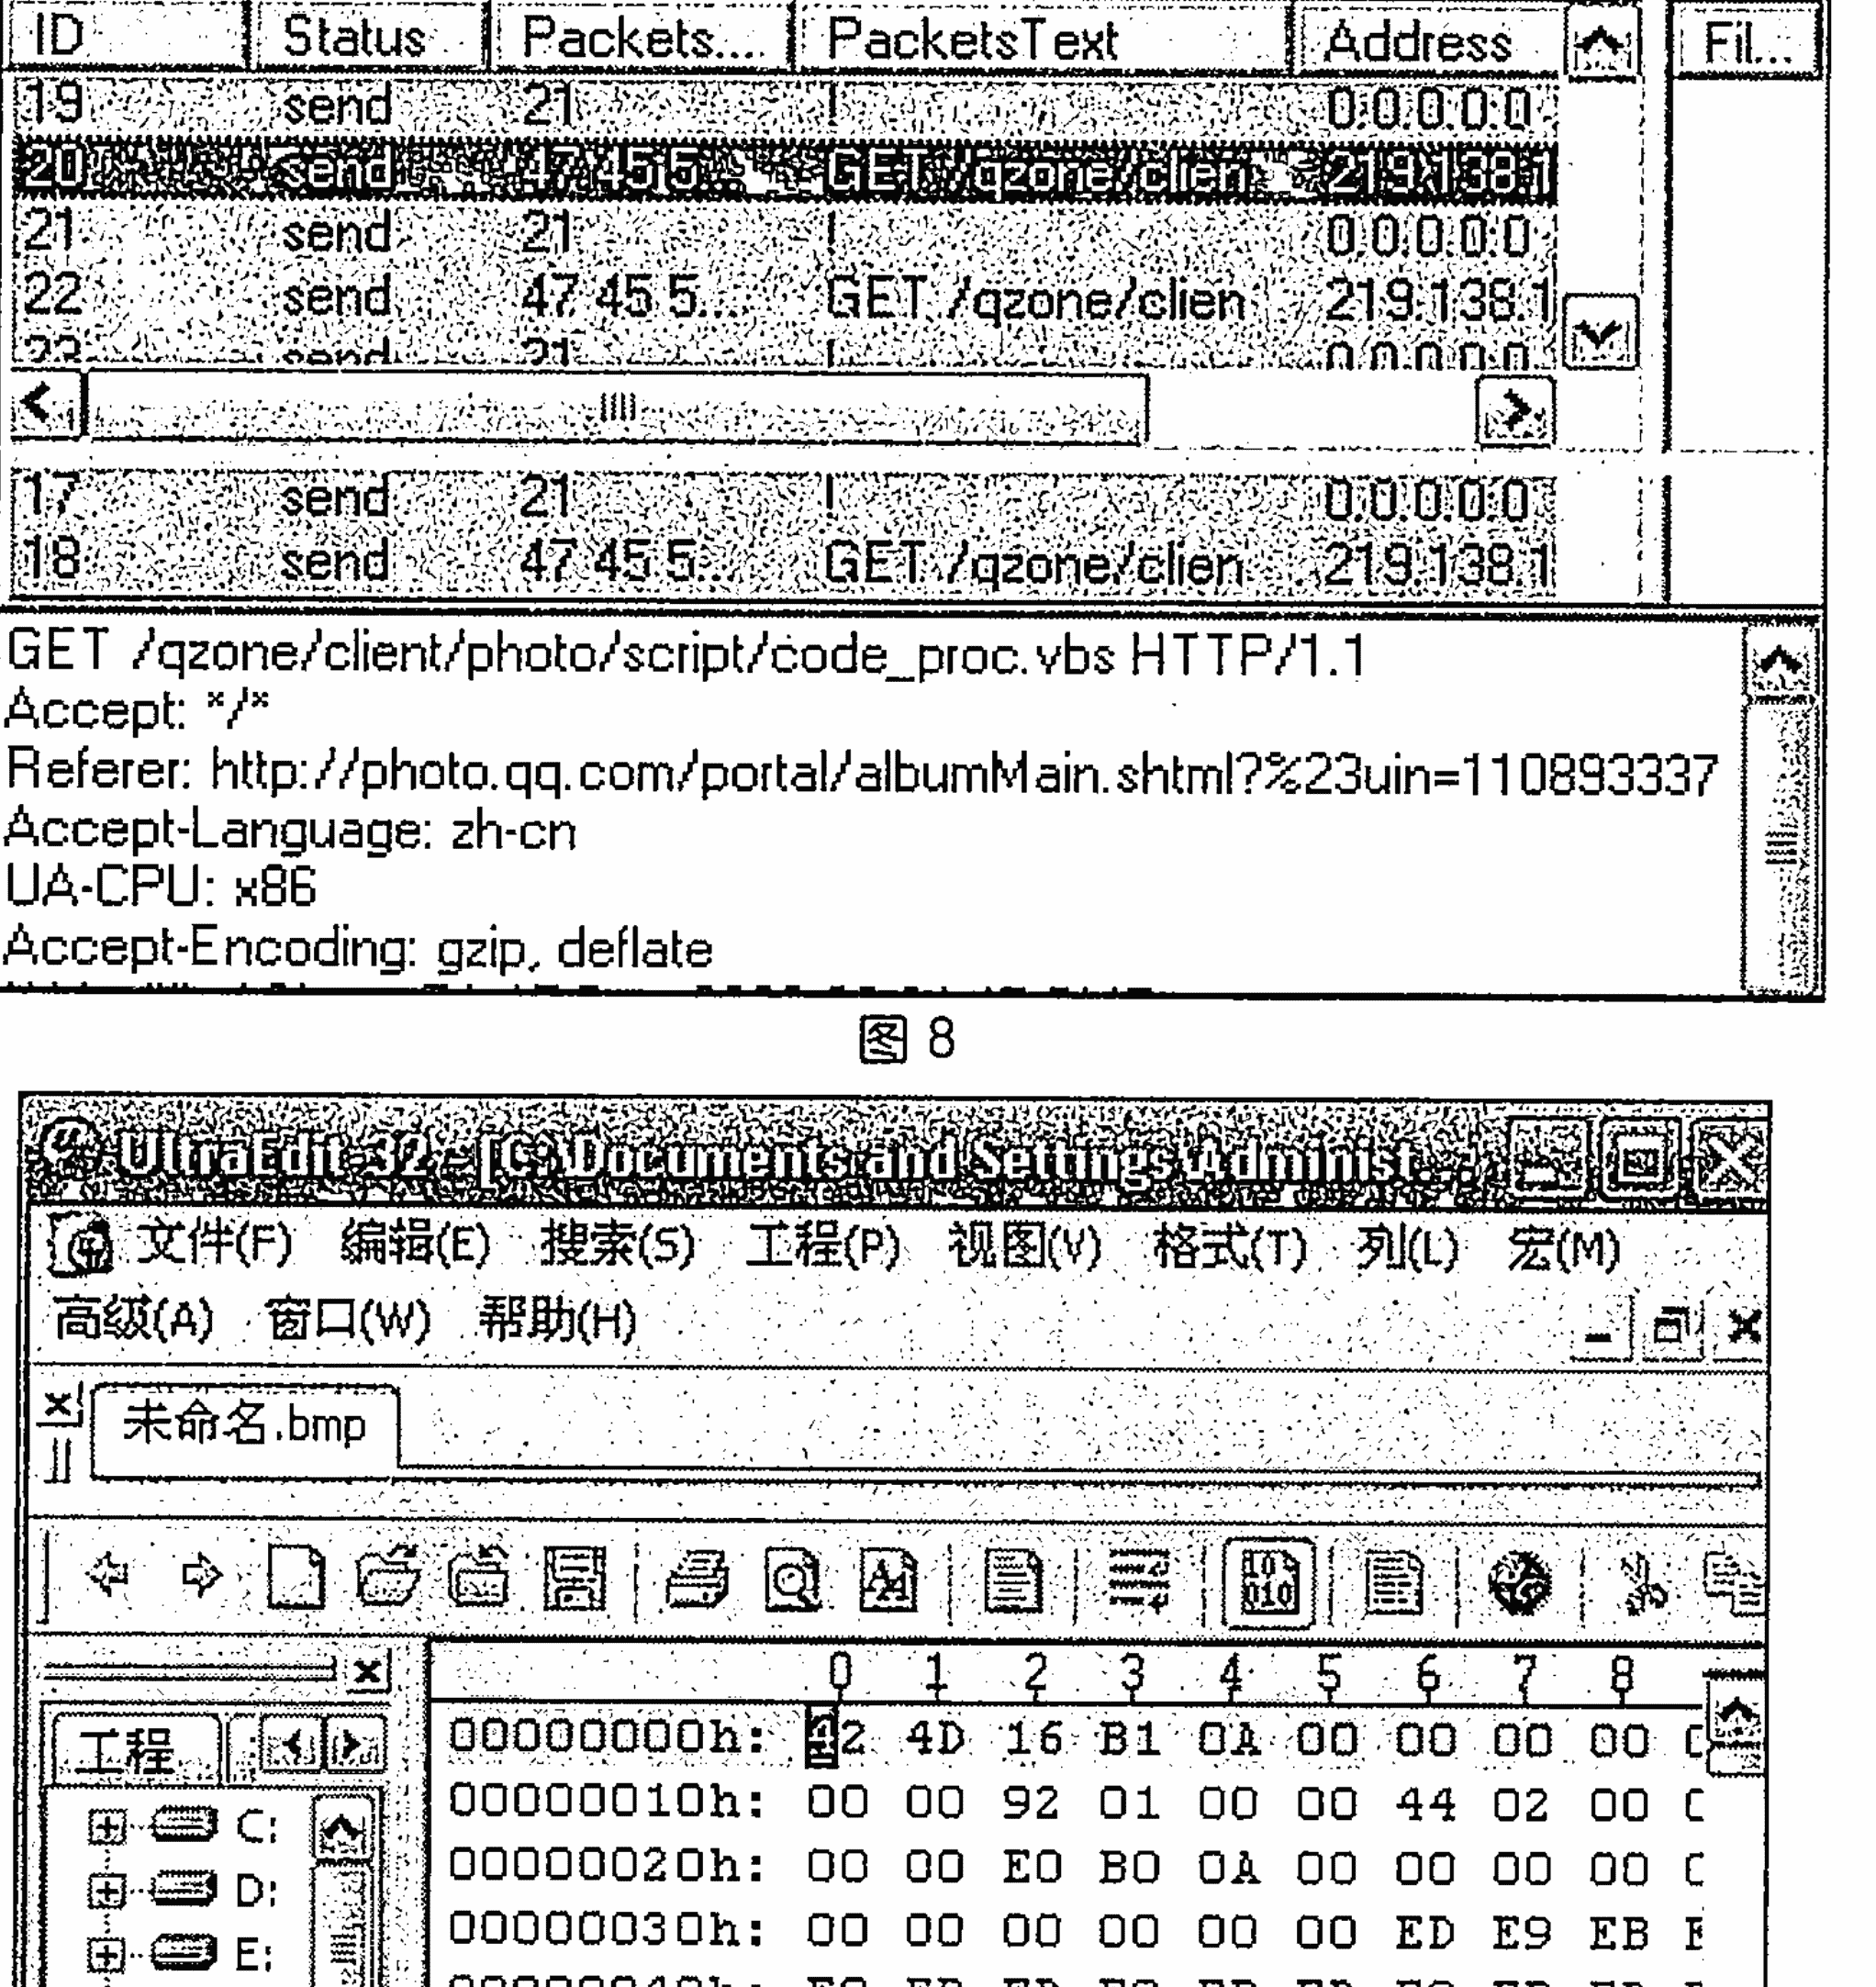 ID Status Packets... PacketsText Address Fil...
19 send 21 ! 0.0.0.0:0
20 send 47 45 5... GET /qzone/clien 219.138.1
21 send 21 ! 0.0.0.0:0
22 send 47 45 5... GET /qzone/clien 219.138.1
23 send 21 ! 0.0.0.0:0
17 send 21 ! 0.0.0.0:0
18 send 47 45 5... GET /qzone/clien 219.138.1
GET /qzone/client/photo/script/code_proc.vbs HTTP/1.1
Accept: */*
Referer: http://photo.qq.com/portal/albumMain.shtml?%23uin=110893337
Accept-Language: zh-cn
UA-CPU: x86
Accept-Encoding: gzip, deflate
图 8
UltraEdit-32 - [C:\Documents and Settings\Administ...
文件(F) 编辑(E) 搜索(S) 工程(P) 视图(V) 格式(T) 列(L) 宏(M)
高级(A) 窗口(W) 帮助(H)
未命名.bmp
0 1 2 3 4 5 6 7 8
工程
00000000h: 42 4D 16 B1 0A 00 00 00 00
C:
00000010h: 00 00 92 01 00 00 44 02 00
D:
00000020h: 00 00 E0 B0 0A 00 00 00 00
E:
00000030h: 00 00 00 00 00 00 ED E9 EB